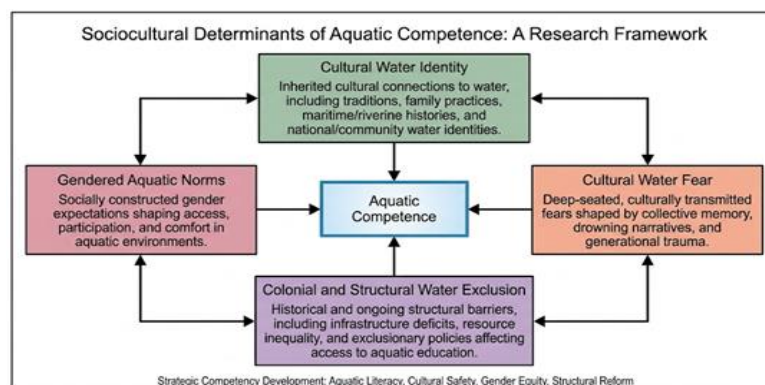 Sociocultural Determinants of Aquatic Competence: A Research Framework
Cultural Water Identity
Inherited cultural connections to water,
including traditions, family practices,
maritime/riverine histories, and
national/community water identities.
Gendered Aquatic Norms
Socially constructed gender
expectations shaping access,
participation, and comfort in
aquatic environments.
Aquatic
Competence
Cultural Water Fear
Deep-seated, culturally transmitted
fears shaped by collective memory,
drowning narratives, and
generational trauma.
Colonial and Structural Water Exclusion
Historical and ongoing structural barriers,
including infrastructure deficits, resource
inequality, and exclusionary policies affecting
access to aquatic education.
Strategic Competency Development: Aquatic Literacy, Cultural Safety, Gender Equity, Structural Reform